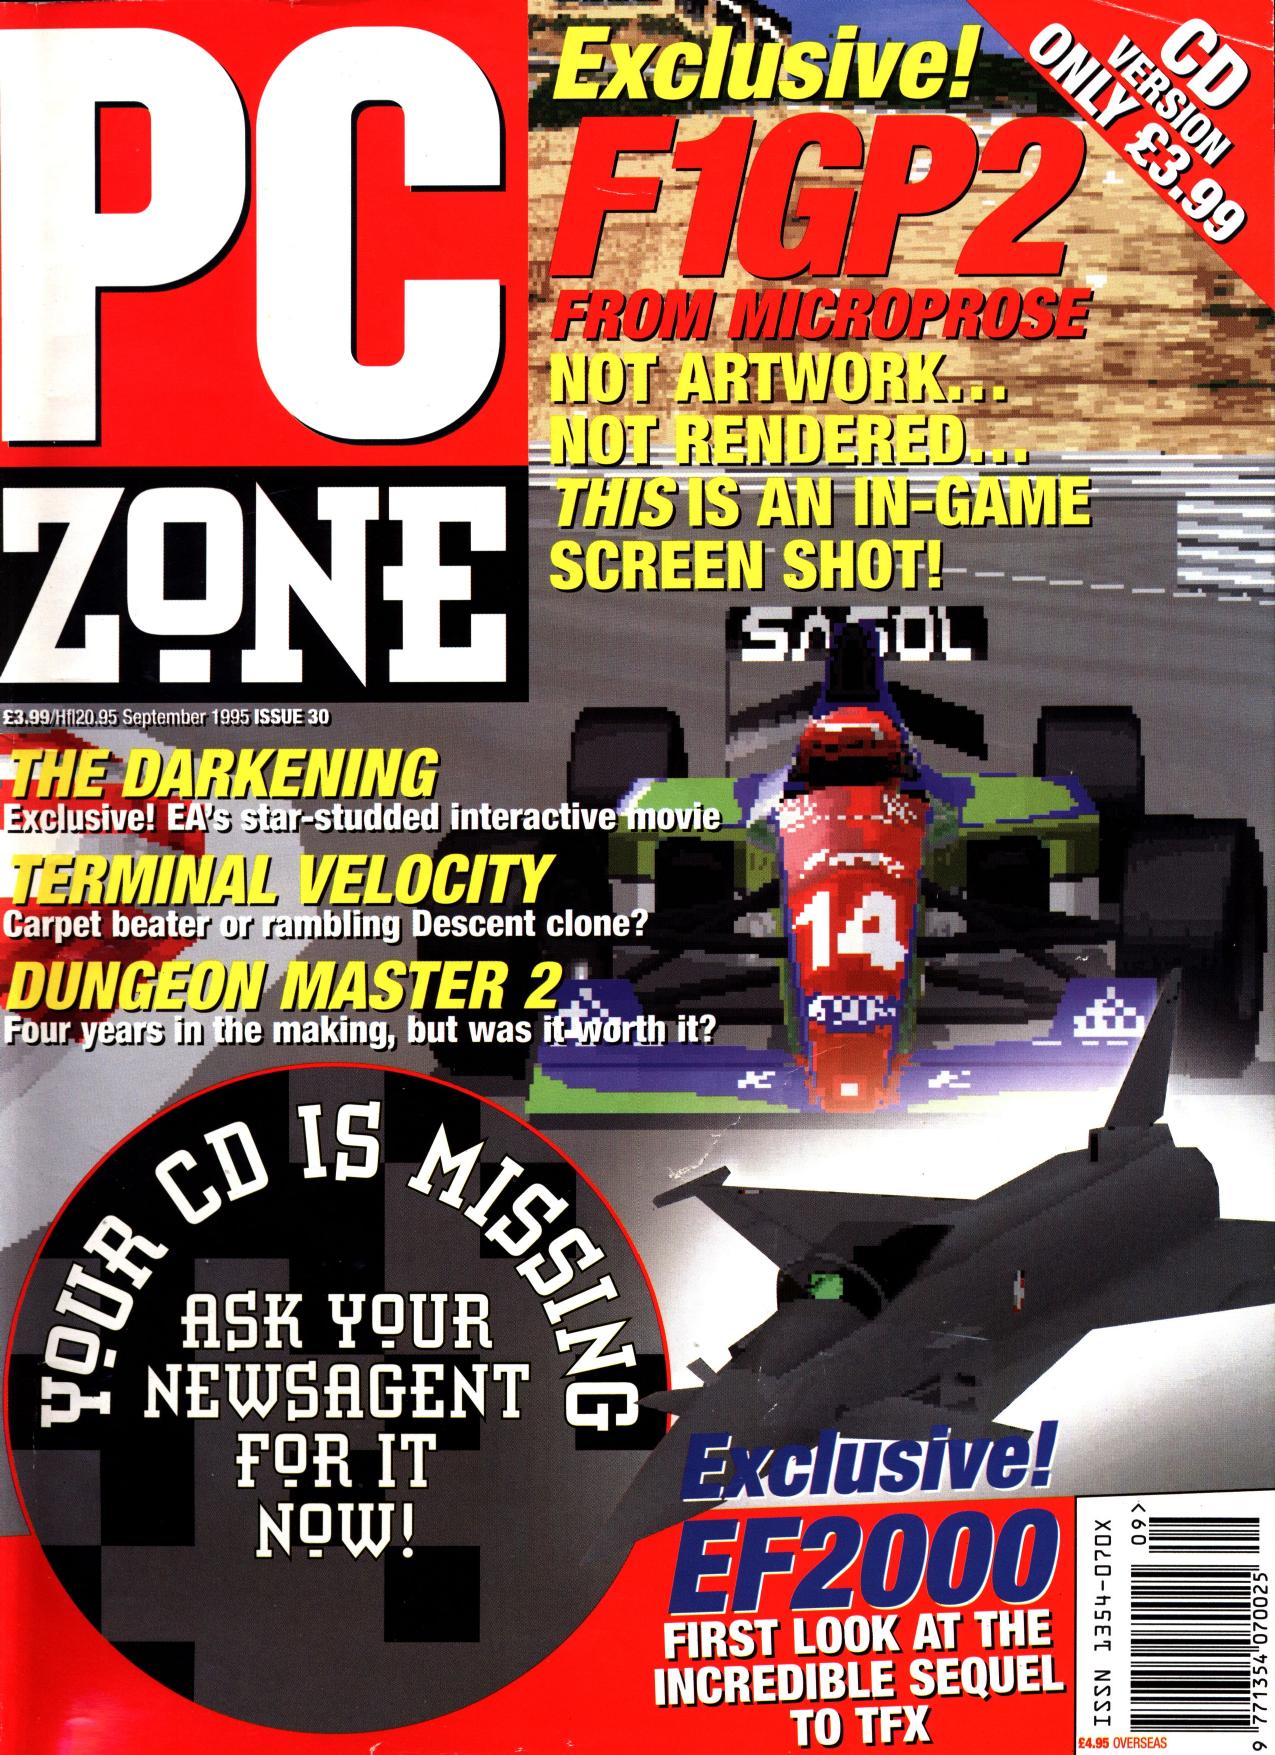 PC
ZONE
Exclusive!
F1GP2
FROM MICROPROSE
NOT ARTWORK...
NOT RENDERED...
THIS IS AN IN-GAME
SCREEN SHOT!
CD
VERSION
ONLY £3.99
£3.99/Hfl20.95 September 1995 ISSUE 30
THE DARKENING
Exclusive! EA's star-studded interactive movie
TERMINAL VELOCITY
Carpet beater or rambling Descent clone?
DUNGEON MASTER 2
Four years in the making, but was it worth it?
SASOL
14
YOUR CD IS MISSING
ASK YOUR
NEWSAGENT
FOR IT
NOW!
Exclusive!
EF2000
FIRST LOOK AT THE
INCREDIBLE SEQUEL
TO TFX
ISSN 1354-070X
09>
9 771354 070025
£4.95 OVERSEAS